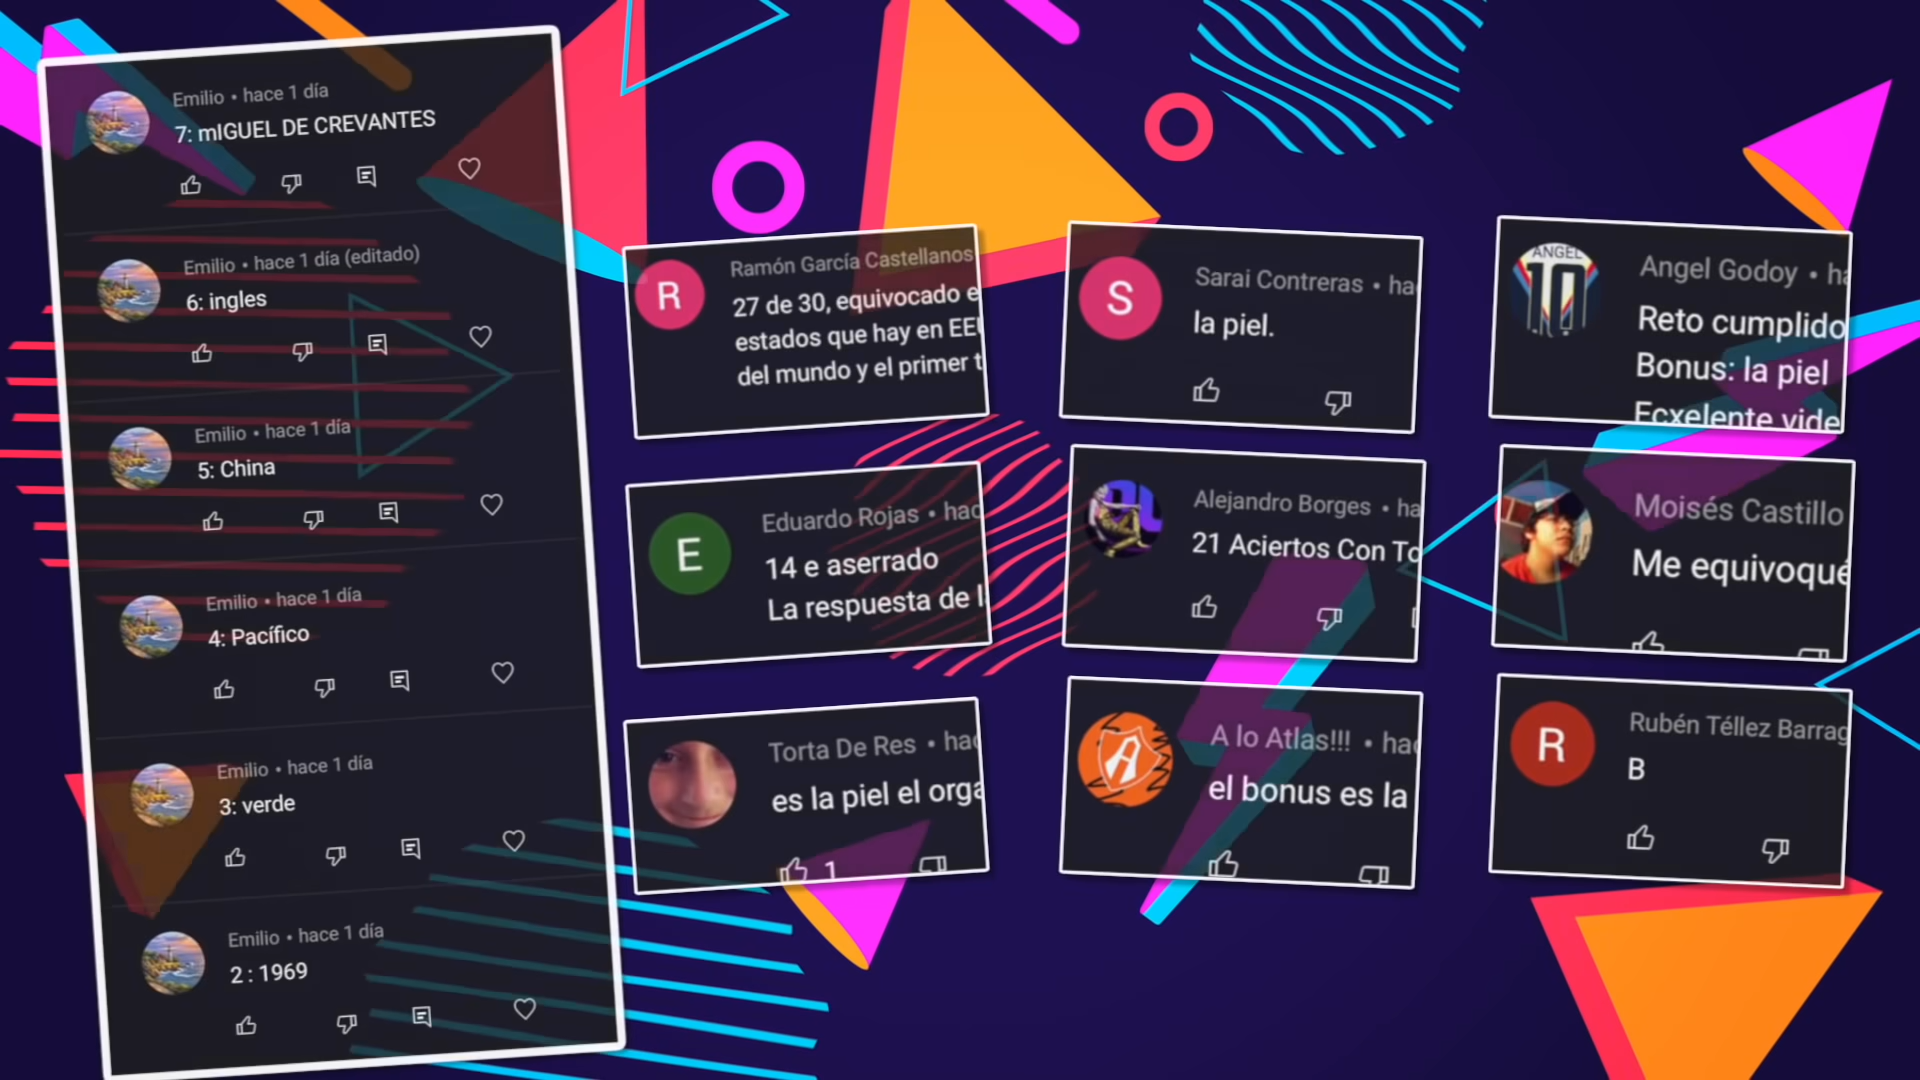 Emilio • hace 1 día
7: mIGUEL DE CREVANTES
Emilio • hace 1 día (editado)
6: ingles
Emilio • hace 1 día
5: China
Emilio • hace 1 día
4: Pacífico
Emilio • hace 1 día
3: verde
Emilio • hace 1 día
2 : 1969
R
Ramón García Castellanos
27 de 30, equivocado e
estados que hay en EEU
del mundo y el primer t
E
Eduardo Rojas • hac
14 e aserrado
La respuesta de l
Torta De Res • hac
es la piel el orga
1
S
Sarai Contreras • ha
la piel.
Alejandro Borges • ha
21 Aciertos Con To
A lo Atlas!!! • hac
el bonus es la
ANGEL
10
Angel Godoy • ha
Reto cumplido
Bonus: la piel
Ecxelente vide
Moisés Castillo
Me equivoqué
R
Rubén Téllez Barrag
B